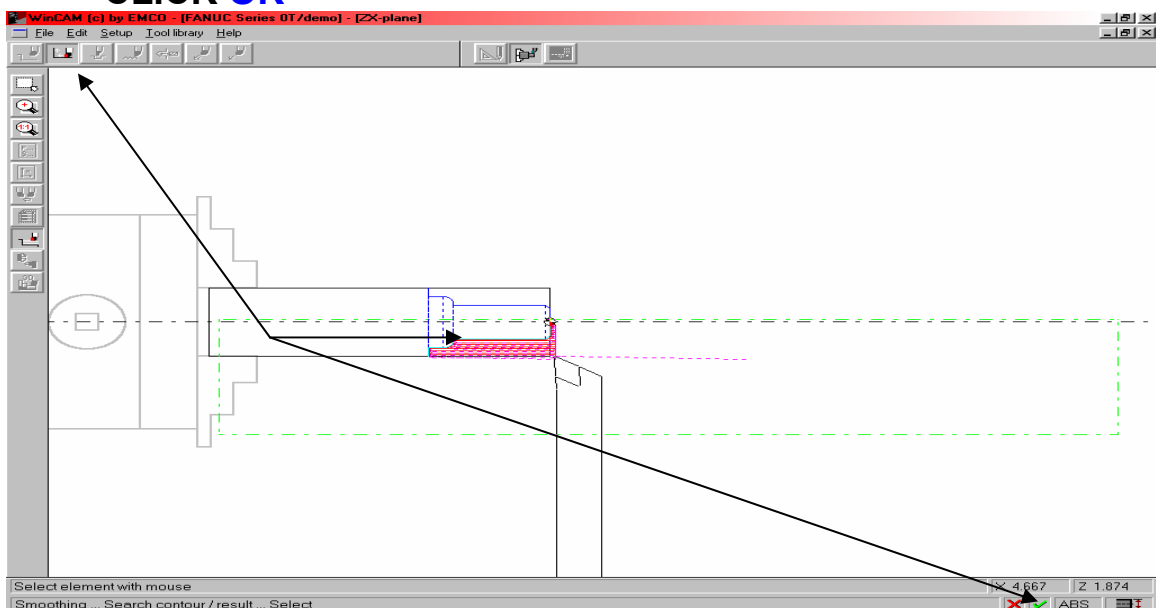 CLICK OK
WinCAM (c) by EMCO - [FANUC Series 0T/demo] - [ZX-plane]
File Edit Setup Tool library Help
Select element with mouse
X 4.667 Z 1.874
Smoothing ... Search contour / result ... Select
ABS